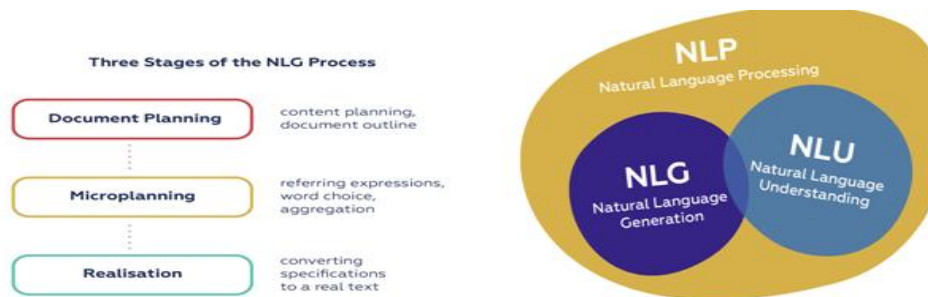 Three Stages of the NLG Process
Document Planning
content planning,
document outline
Microplanning
referring expressions,
word choice,
aggregation
Realisation
converting
specifications
to a real text
NLP
Natural Language Processing
NLG
Natural Language
Generation
NLU
Natural Language
Understanding